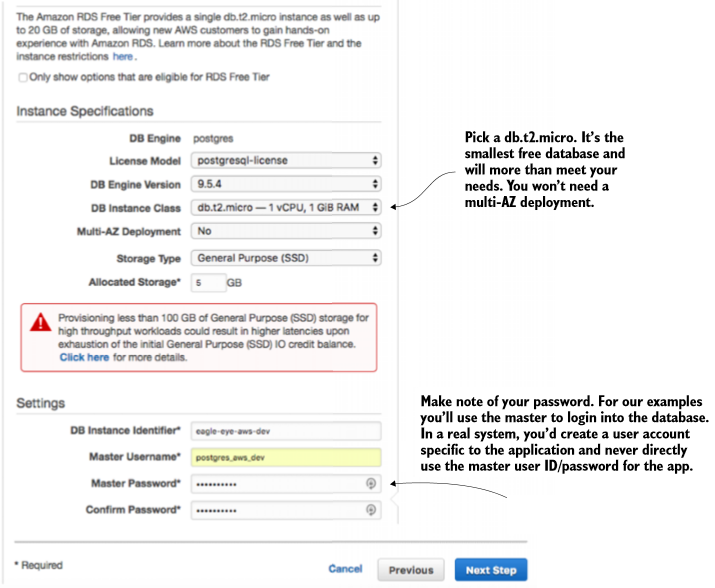 The Amazon RDS Free Tier provides a single db.t2.micro instance as well as up
to 20 GB of storage, allowing new AWS customers to gain hands-on
experience with Amazon RDS. Learn more about the RDS Free Tier and the
instance restrictions here.
Only show options that are eligible for RDS Free Tier
Instance Specifications
DB Engine postgres
License Model postgresql-license
DB Engine Version 9.5.4
DB Instance Class db.t2.micro — 1 vCPU, 1 GiB RAM
Multi-AZ Deployment No
Storage Type General Purpose (SSD)
Allocated Storage* 5 GB
Pick a db.t2.micro. It's the
smallest free database and
will more than meet your
needs. You won't need a
multi-AZ deployment.
Provisioning less than 100 GB of General Purpose (SSD) storage for
high throughput workloads could result in higher latencies upon
exhaustion of the initial General Purpose (SSD) IO credit balance.
Click here for more details.
Settings
DB Instance Identifier* eagle-eye-aws-dev
Master Username* postgres_aws_dev
Master Password* ••••••••••
Confirm Password* ••••••••••
Make note of your password. For our examples
you'll use the master to login into the database.
In a real system, you'd create a user account
specific to the application and never directly
use the master user ID/password for the app.
* Required
Cancel Previous Next Step